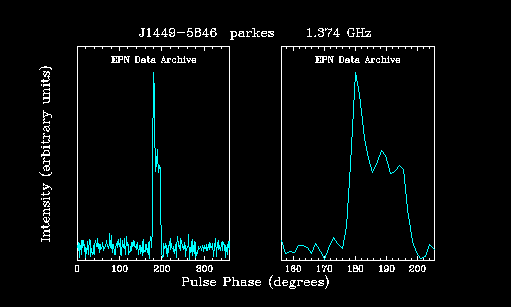 J1449-5846 parkes 1.374 GHz
EPN Data Archive EPN Data Archive
Intensity (arbitrary units)
0 100 200 300 160 170 180 190 200
Pulse Phase (degrees)